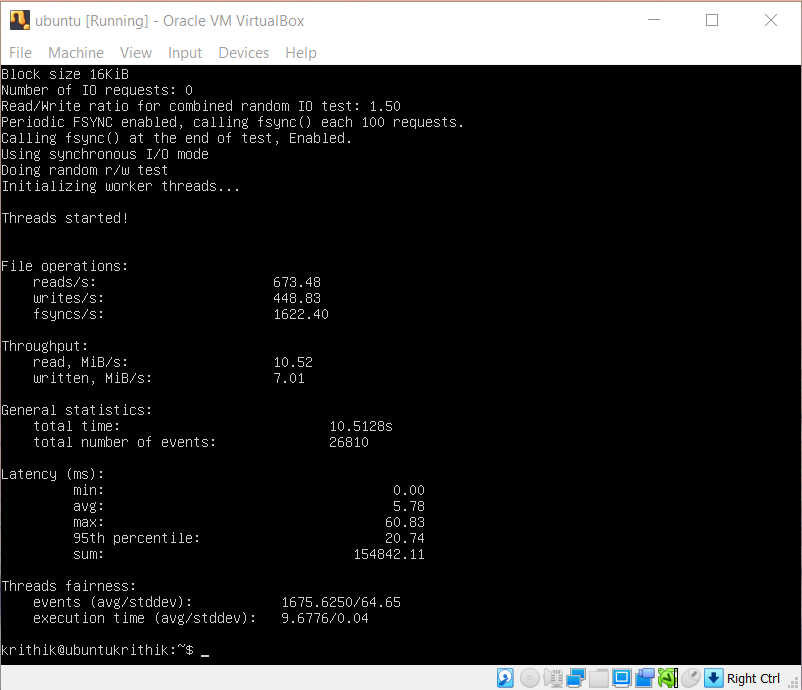 ubuntu [Running] - Oracle VM VirtualBox
File Machine View Input Devices Help
Block size 16KiB
Number of IO requests: 0
Read/Write ratio for combined random IO test: 1.50
Periodic FSYNC enabled, calling fsync() each 100 requests.
Calling fsync() at the end of test, Enabled.
Using synchronous I/O mode
Doing random r/w test
Initializing worker threads...
Threads started!
File operations:
reads/s: 673.48
writes/s: 448.83
fsyncs/s: 1622.40
Throughput:
read, MiB/s: 10.52
written, MiB/s: 7.01
General statistics:
total time: 10.5128s
total number of events: 26810
Latency (ms):
min: 0.00
avg: 5.78
max: 60.83
95th percentile: 20.74
sum: 154842.11
Threads fairness:
events (avg/stddev): 1675.6250/64.65
execution time (avg/stddev): 9.6776/0.04
krithik@ubuntukrithik:~$ _
Right Ctrl